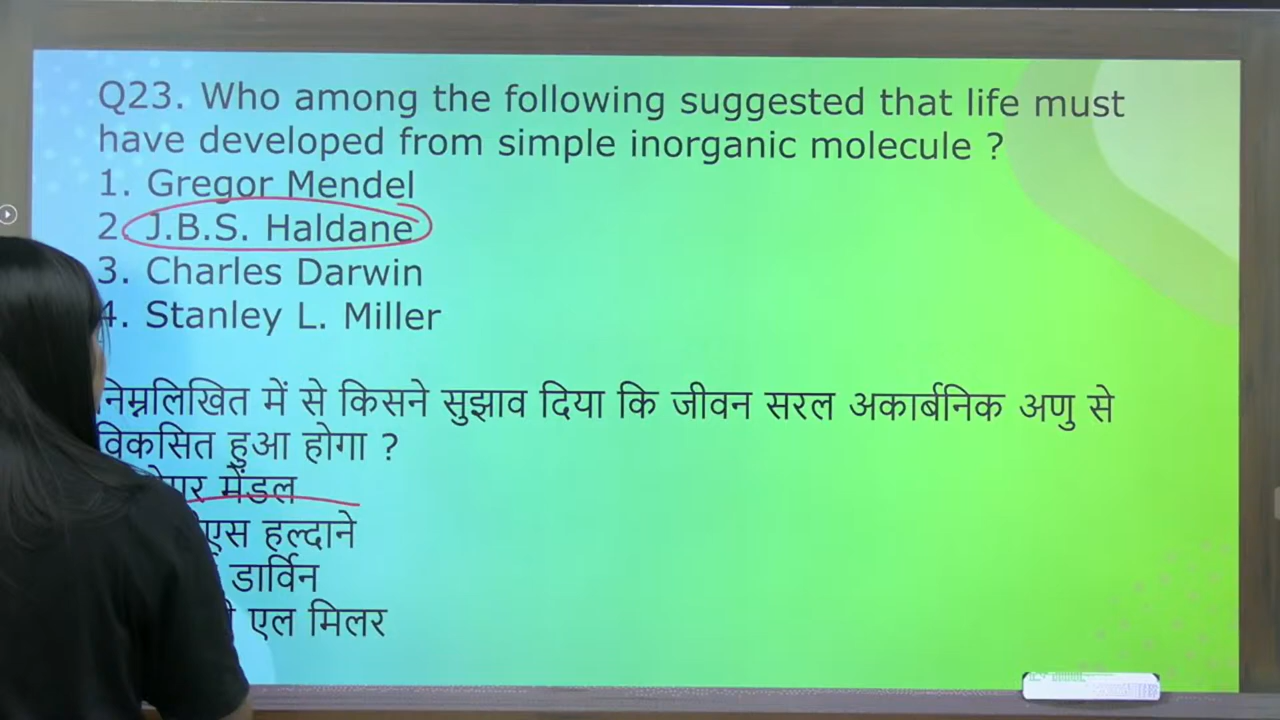 Q23. Who among the following suggested that life must
have developed from simple inorganic molecule ?
1. Gregor Mendel
2. J.B.S. Haldane
3. Charles Darwin
4. Stanley L. Miller
निम्नलिखित में से किसने सुझाव दिया कि जीवन सरल अकार्बनिक अणु से
विकसित हुआ होगा ?
मेंडल
एस हल्दाने
डार्विन
एल मिलर